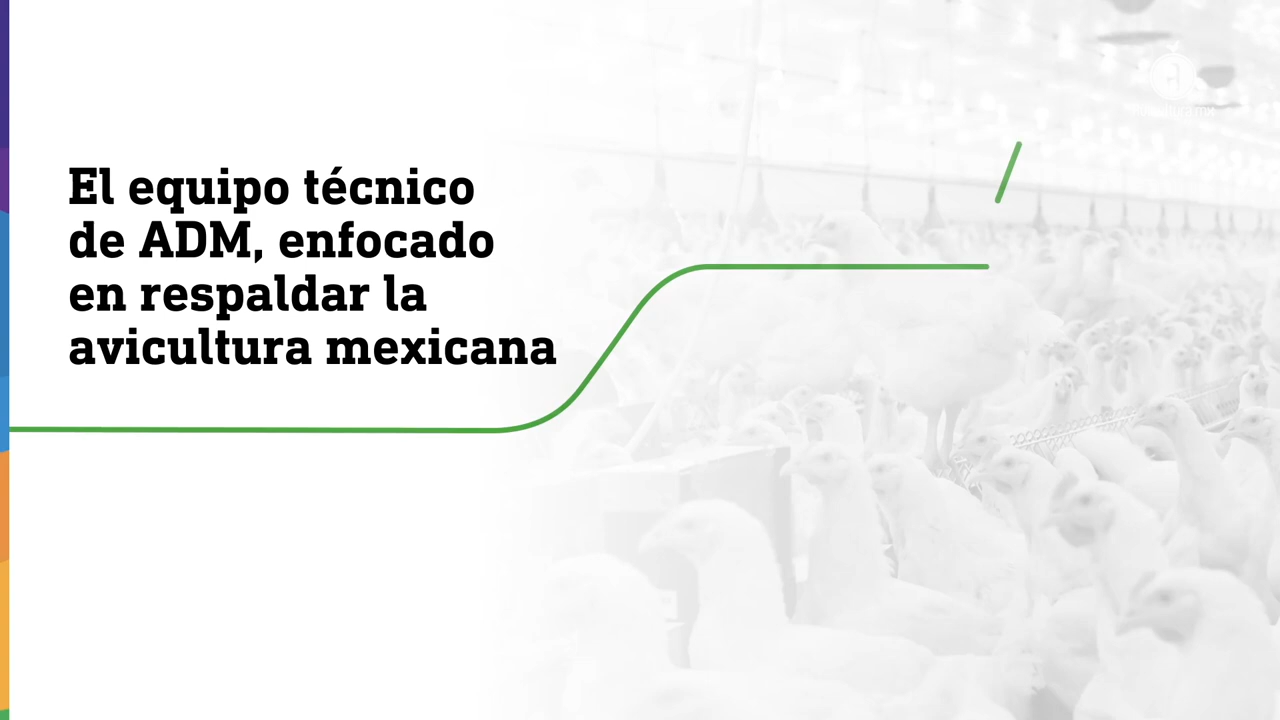 El equipo técnico
de ADM, enfocado
en respaldar la
avicultura mexicana